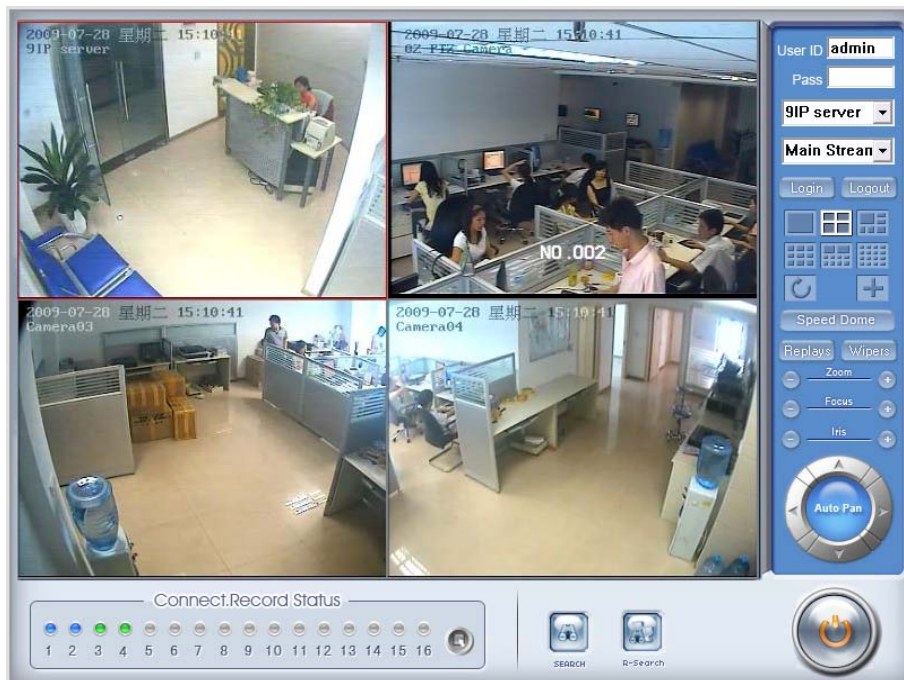 2009-07-28 星期二 15:10:41
9IP server
2009-07-28 星期二 15:10:41
02 PTZ Camera
NO.002
2009-07-28 星期二 15:10:41
Camera03
2009-07-28 星期二 15:10:41
Camera04
User ID admin
Pass
9IP server
Main Strean
Login Logout
Speed Dome
Replays Wipers
Zoom
Focus
Iris
Auto Pan
Connect.Record Status
1 2 3 4 5 6 7 8 9 10 11 12 13 14 15 16
SEARCH
R-Search